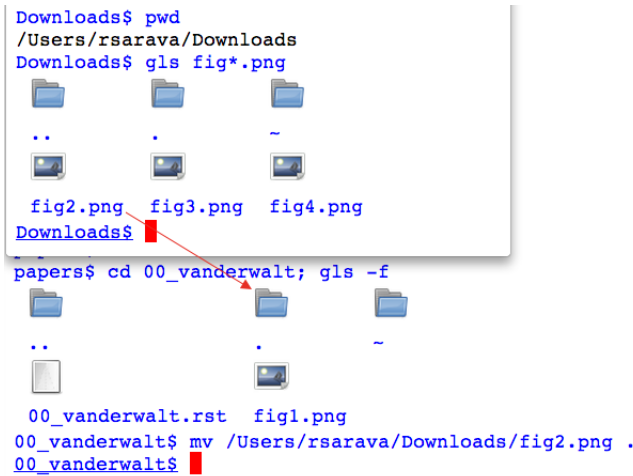 Downloads$ pwd
/Users/rsarava/Downloads
Downloads$ gls fig*.png
.. . ~
fig2.png fig3.png fig4.png
Downloads$
papers$ cd 00_vanderwalt; gls -f
.. . ~
00_vanderwalt.rst fig1.png
00_vanderwalt$ mv /Users/rsarava/Downloads/fig2.png .
00_vanderwalt$